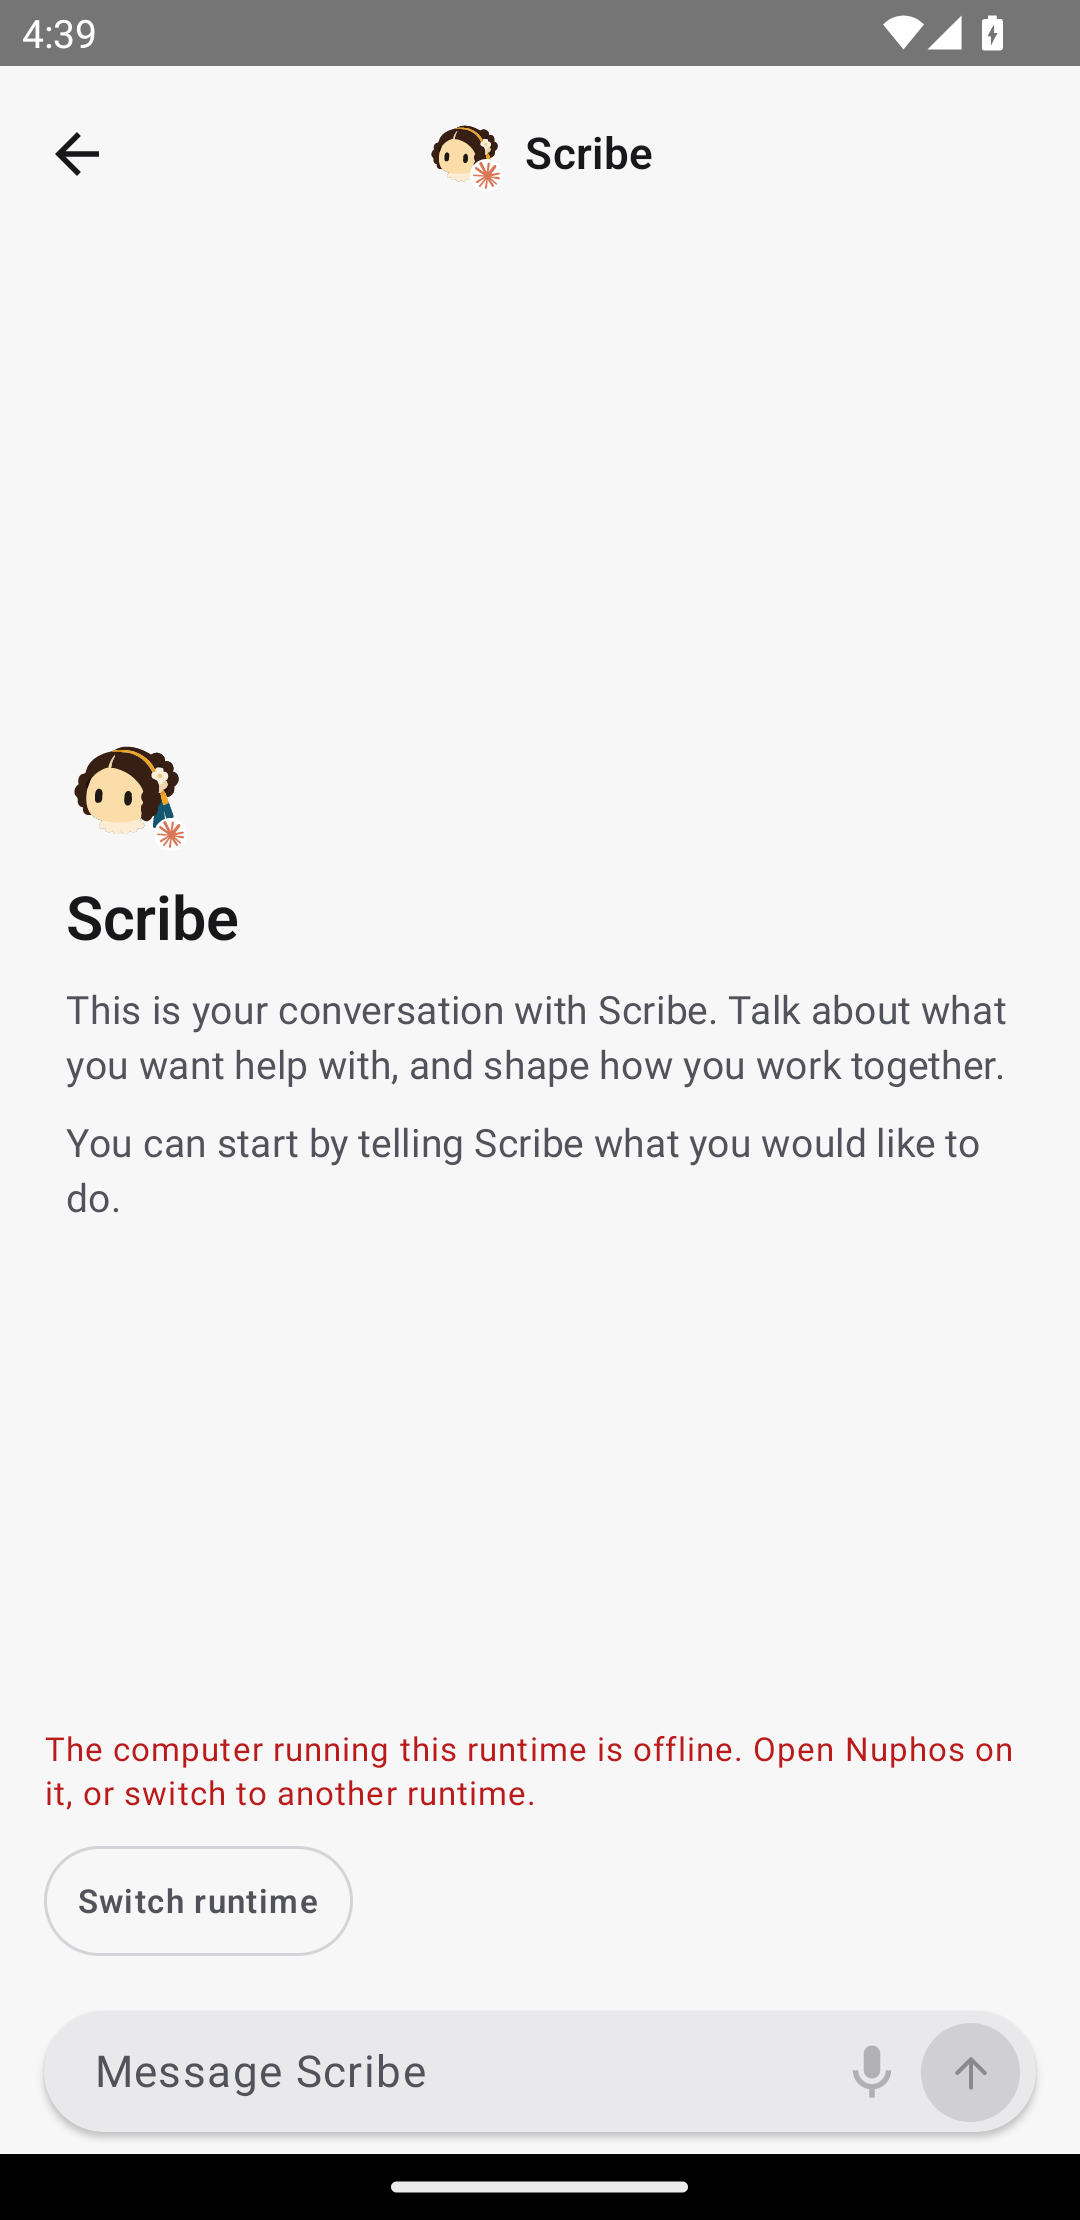 4:39
Scribe
Scribe
This is your conversation with Scribe. Talk about what
you want help with, and shape how you work together.
You can start by telling Scribe what you would like to
do.
The computer running this runtime is offline. Open Nuphos on
it, or switch to another runtime.
Switch runtime
Message Scribe